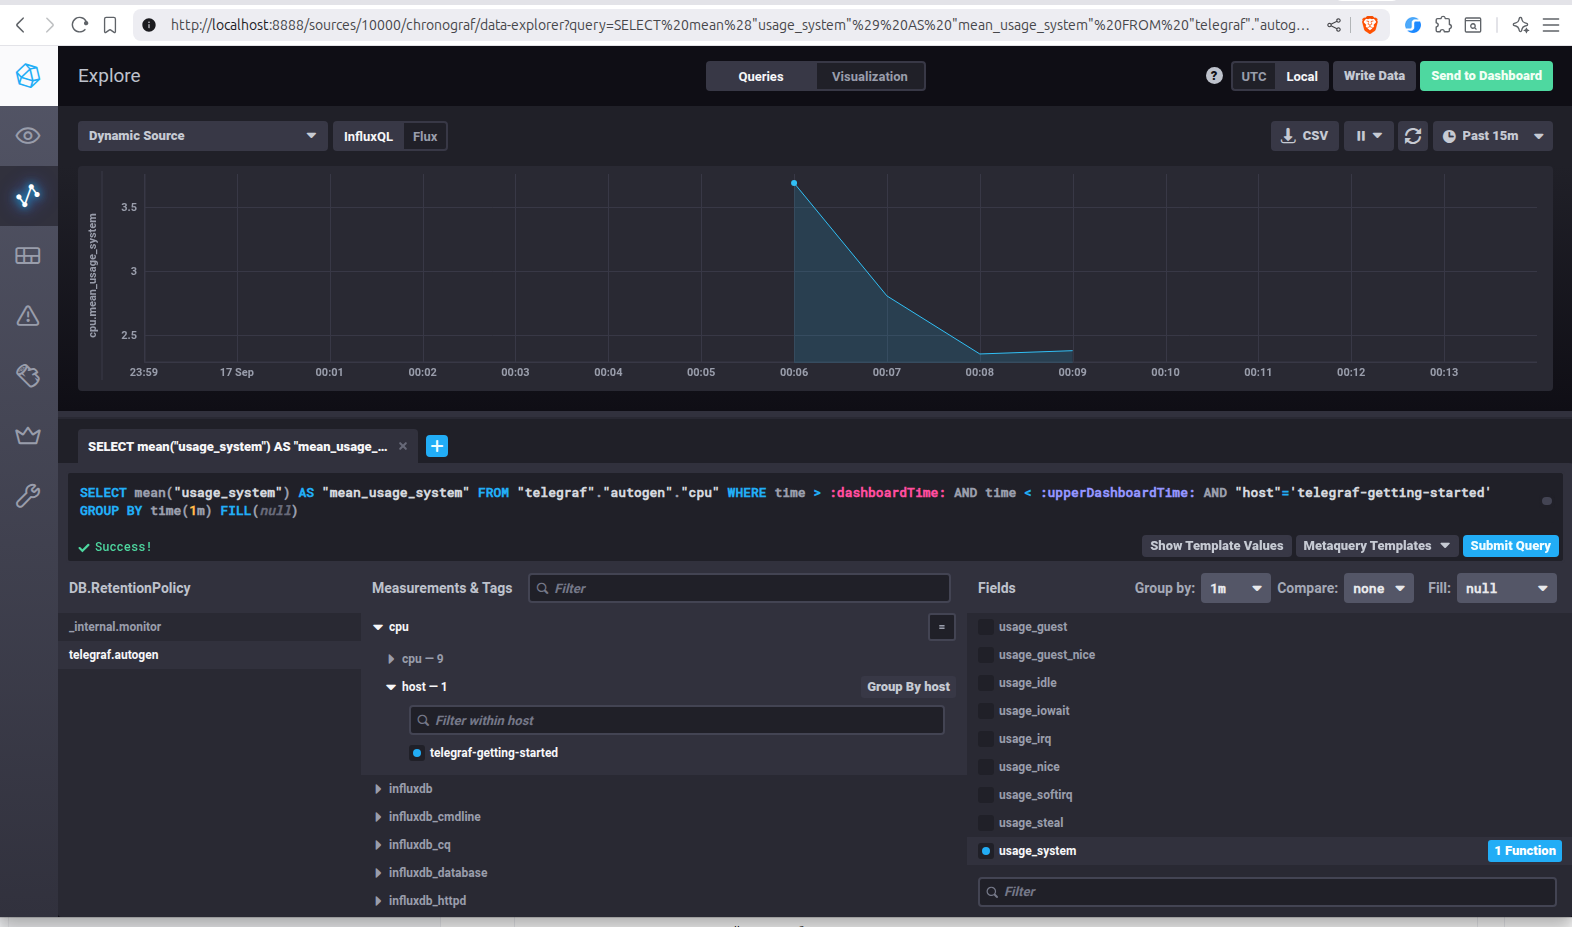 http://localhost:8888/sources/10000/chronograf/data-explorer?query=SELECT%20mean%28"usage_system"%29%20AS%20"mean_usage_system"%20FROM%20"telegraf"."autog...
Explore
Queries
Visualization
?
UTC
Local
Write Data
Send to Dashboard
Dynamic Source
InfluxQL
Flux
CSV
Past 15m
cpu.mean_usage_system
3.5
3
2.5
23:59
17 Sep
00:01
00:02
00:03
00:04
00:05
00:06
00:07
00:08
00:09
00:10
00:11
00:12
00:13
SELECT mean("usage_system") AS "mean_usage_...
SELECT mean("usage_system") AS "mean_usage_system" FROM "telegraf"."autogen"."cpu" WHERE time > :dashboardTime: AND time < :upperDashboardTime: AND "host"='telegraf-getting-started'
GROUP BY time(1m) FILL(null)
Success!
Show Template Values
Metaquery Templates
Submit Query
DB.RetentionPolicy
_internal.monitor
telegraf.autogen
Measurements & Tags
Filter
cpu
=
cpu — 9
host — 1
Group By host
Filter within host
telegraf-getting-started
influxdb
influxdb_cmdline
influxdb_cq
influxdb_database
influxdb_httpd
Fields
Group by:
1m
Compare:
none
Fill:
null
usage_guest
usage_guest_nice
usage_idle
usage_iowait
usage_irq
usage_nice
usage_softirq
usage_steal
usage_system
1 Function
Filter